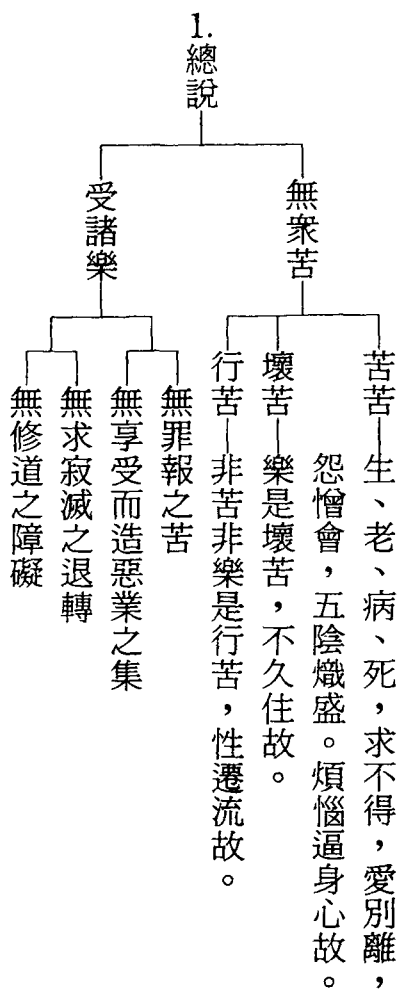 1.總說
無衆苦
苦苦—生、老、病、死，求不得，愛別離，
怨憎會，五陰熾盛。煩惱逼身心故。
壞苦—樂是壞苦，不久住故。
行苦—非苦非樂是行苦，性遷流故。
受諸樂
無罪報之苦
無享受而造惡業之集
無求寂滅之退轉
無修道之障礙